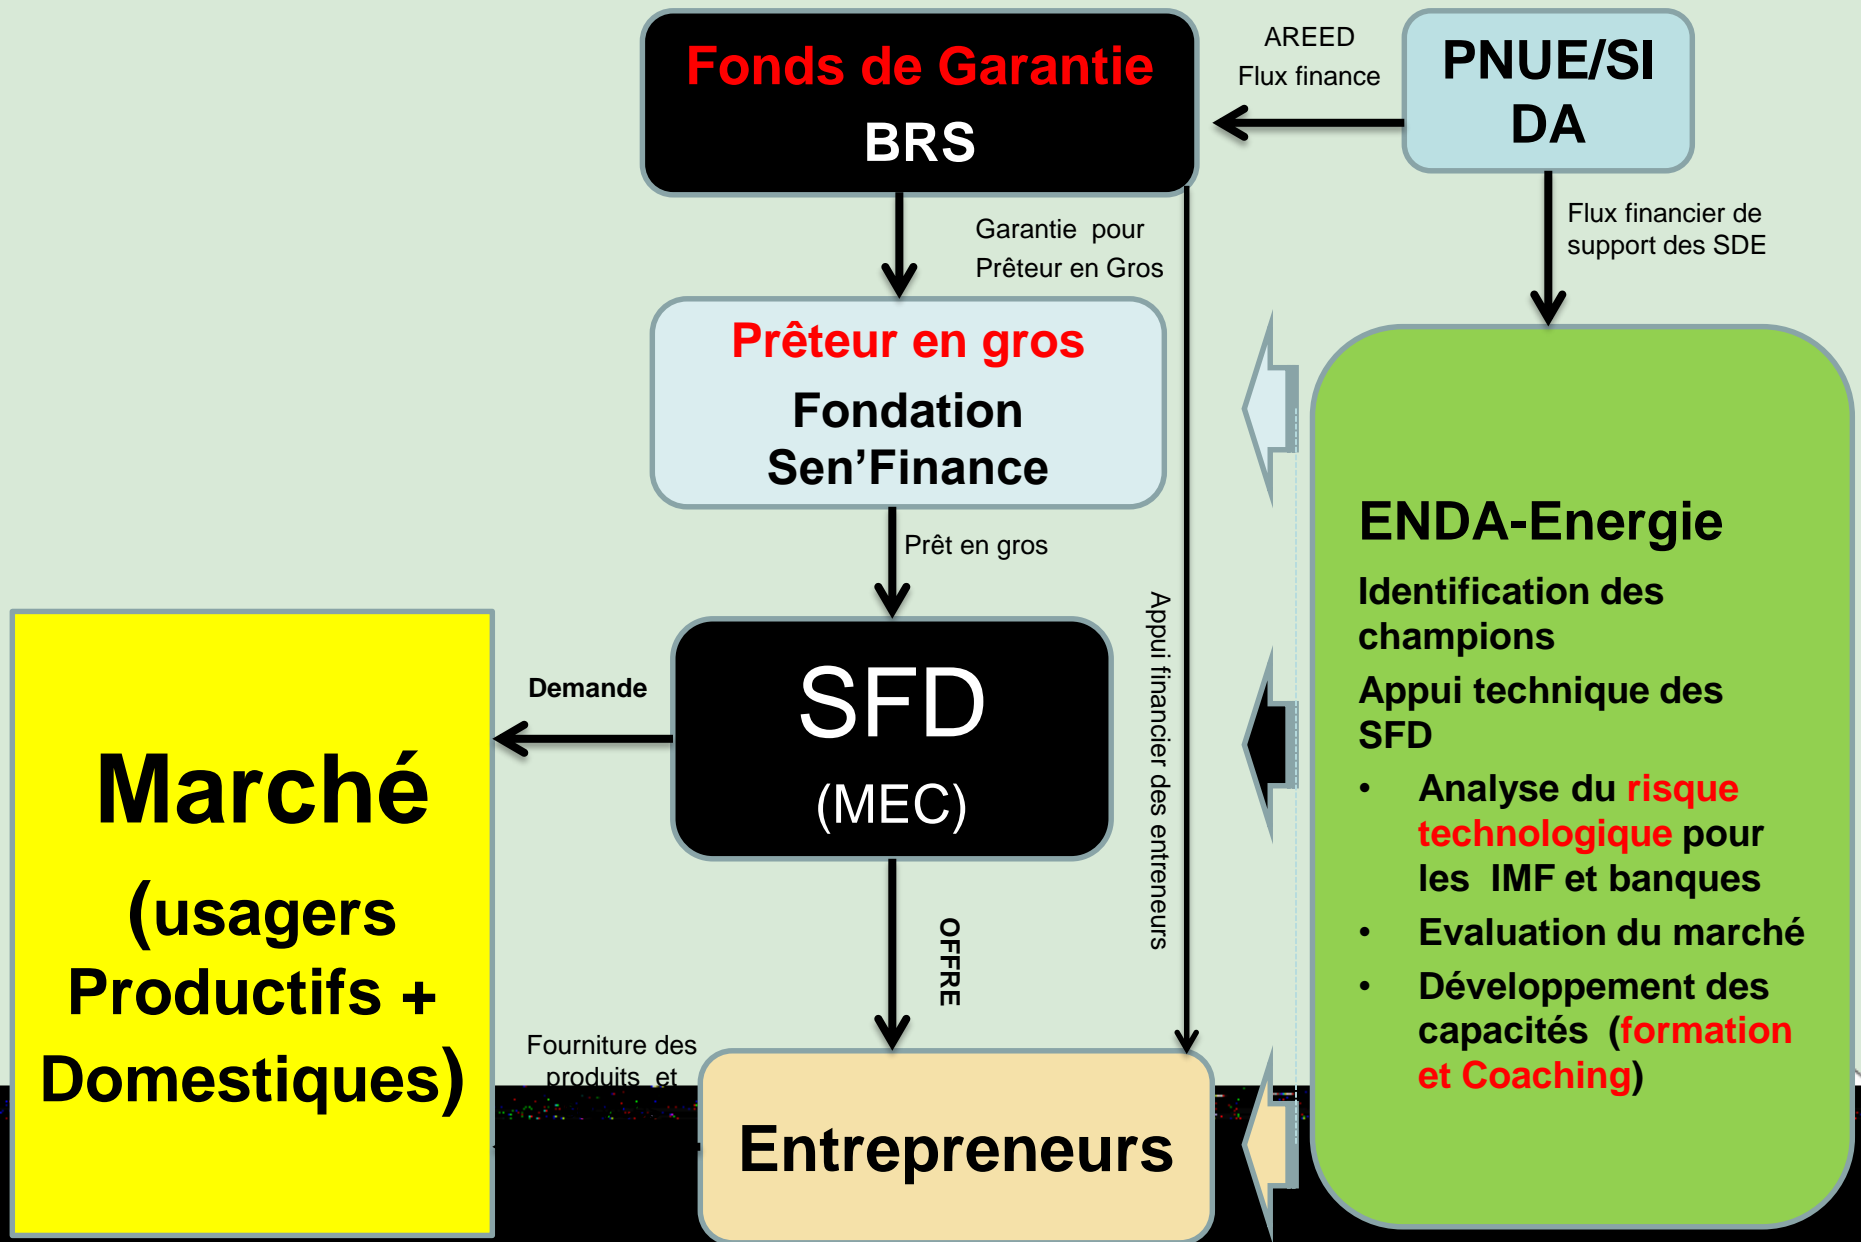 Fonds de Garantie
BRS
AREED
Flux finance
PNUE/SI
DA
Garantie pour
Prêteur en Gros
Flux financier de
support des SDE
Prêteur en gros
Fondation
Sen’Finance
Prêt en gros
Appui financier des entreneurs
SFD
(MEC)
Demande
OFFRE
Marché
(usagers
Productifs +
Domestiques)
Fourniture des
produits et
Entrepreneurs
ENDA-Energie
Identification des
champions
Appui technique des
SFD
• Analyse du risque
technologique pour
les IMF et banques
• Evaluation du marché
• Développement des
capacités (formation
et Coaching)